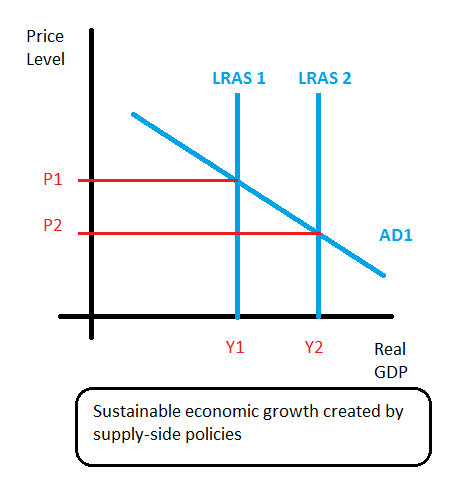 Price
Level
LRAS 1
LRAS 2
P1
P2
AD1
Y1
Y2
Real
GDP
Sustainable economic growth created by
supply-side policies